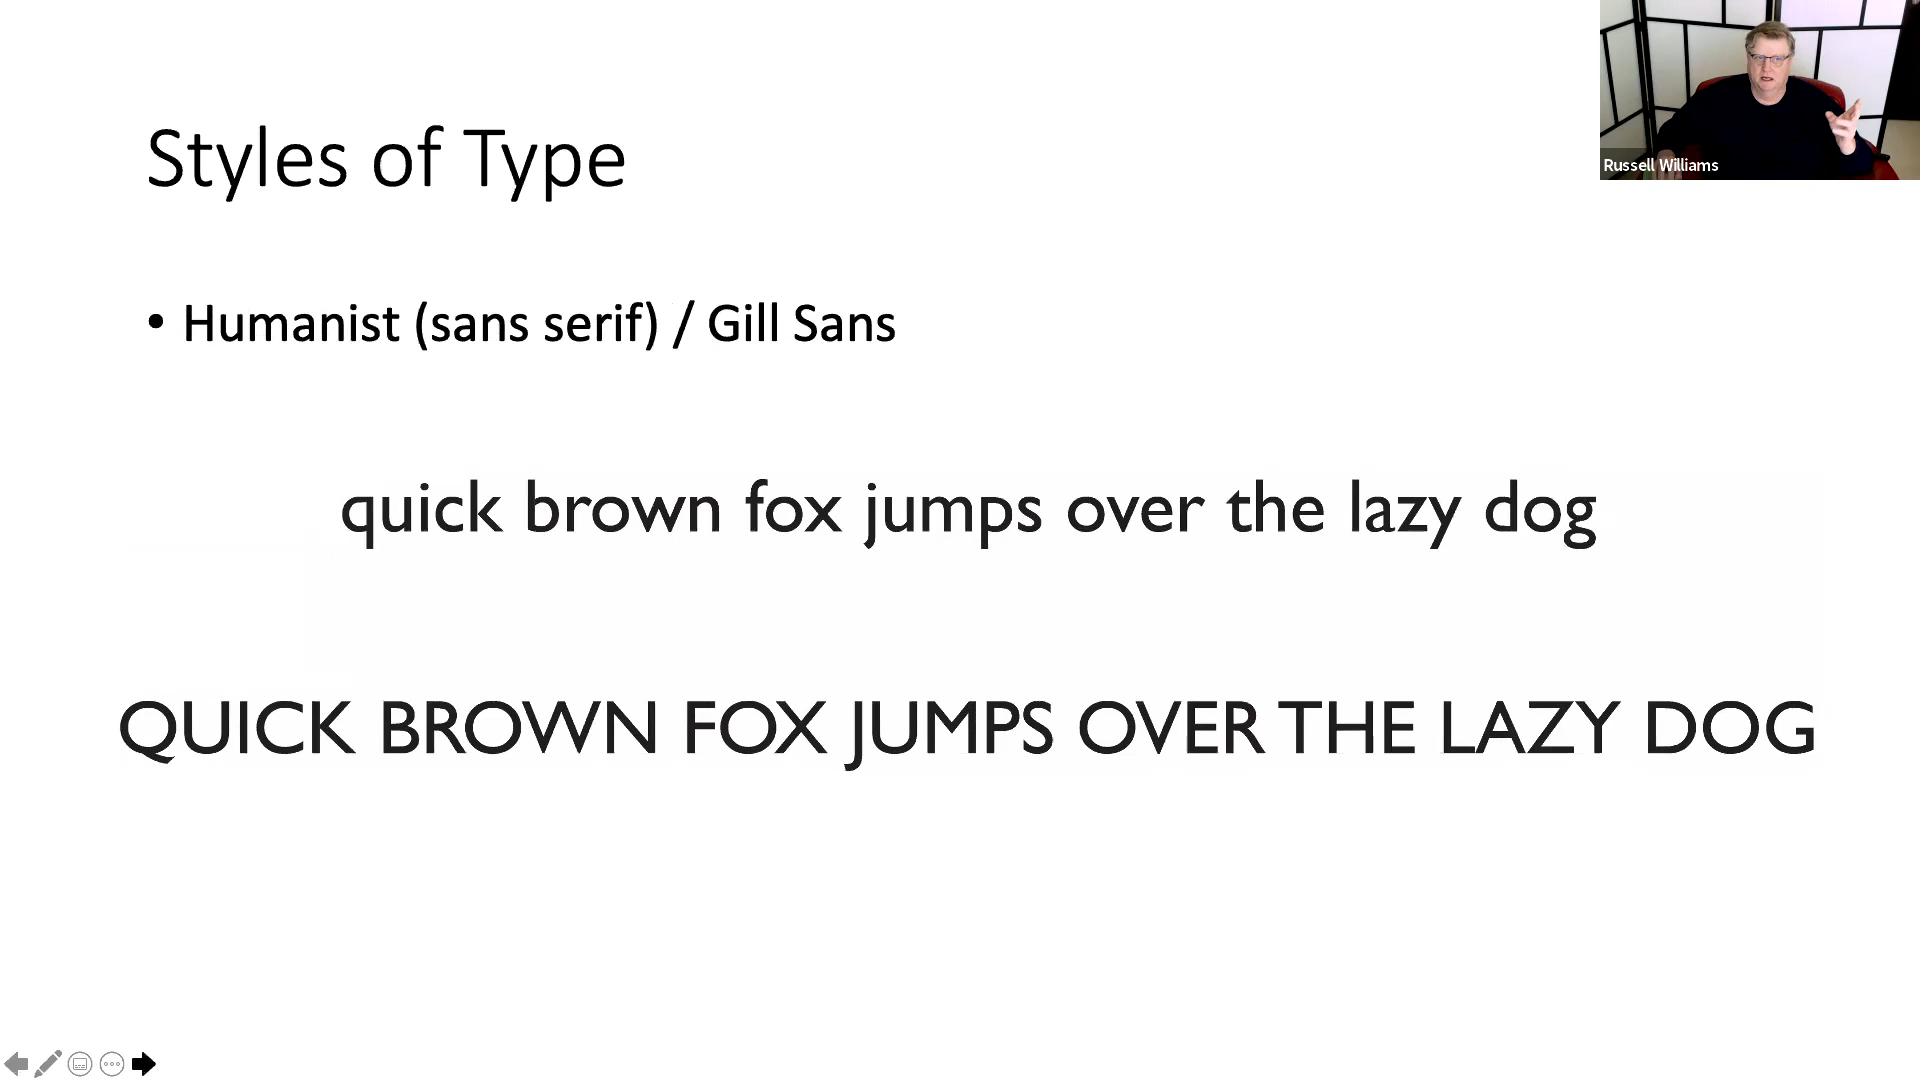 Styles of Type
Russell Williams
• Humanist (sans serif) / Gill Sans
quick brown fox jumps over the lazy dog
QUICK BROWN FOX JUMPS OVER THE LAZY DOG